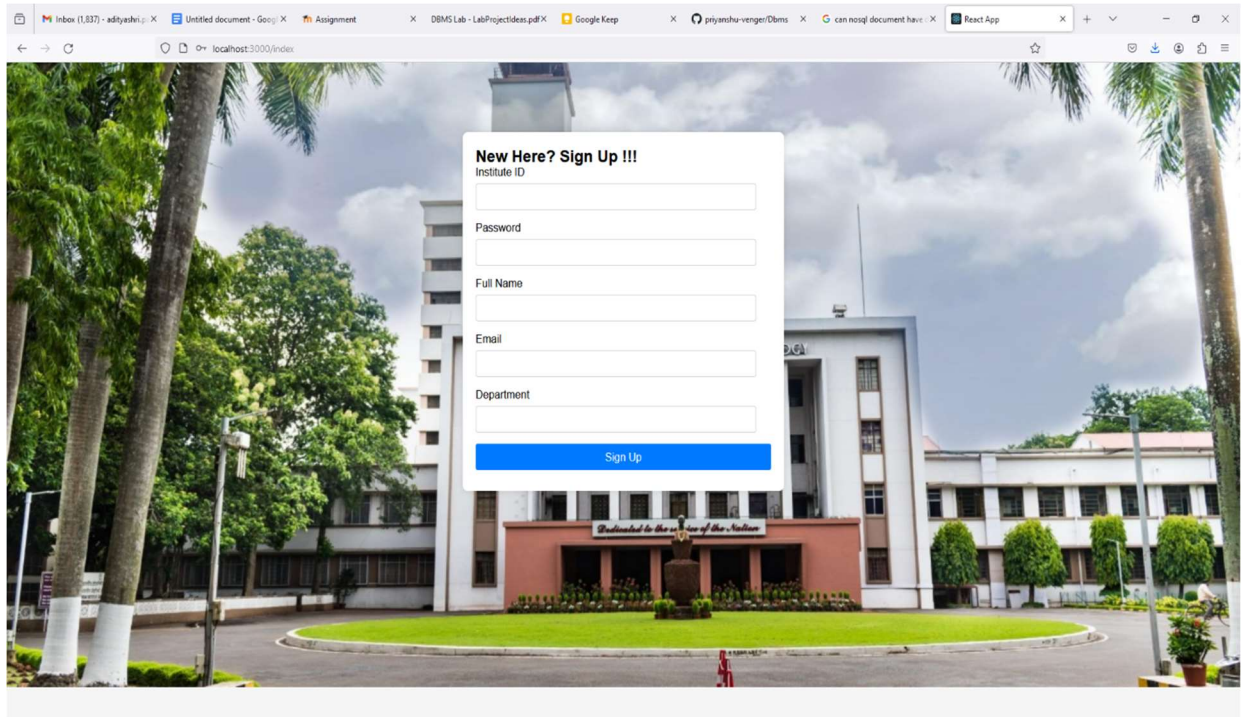 Inbox (1,837) - adityashri.p
Untitled document - Googl
Assignment
DBMS Lab - LabProjectIdeas.pdf
Google Keep
priyanshu-venger/Dbms
can nosql document have
React App
localhost:3000/index
New Here? Sign Up !!!
Institute ID
Password
Full Name
Email
Department
Sign Up
OGY
Dedicated to the of the Nation